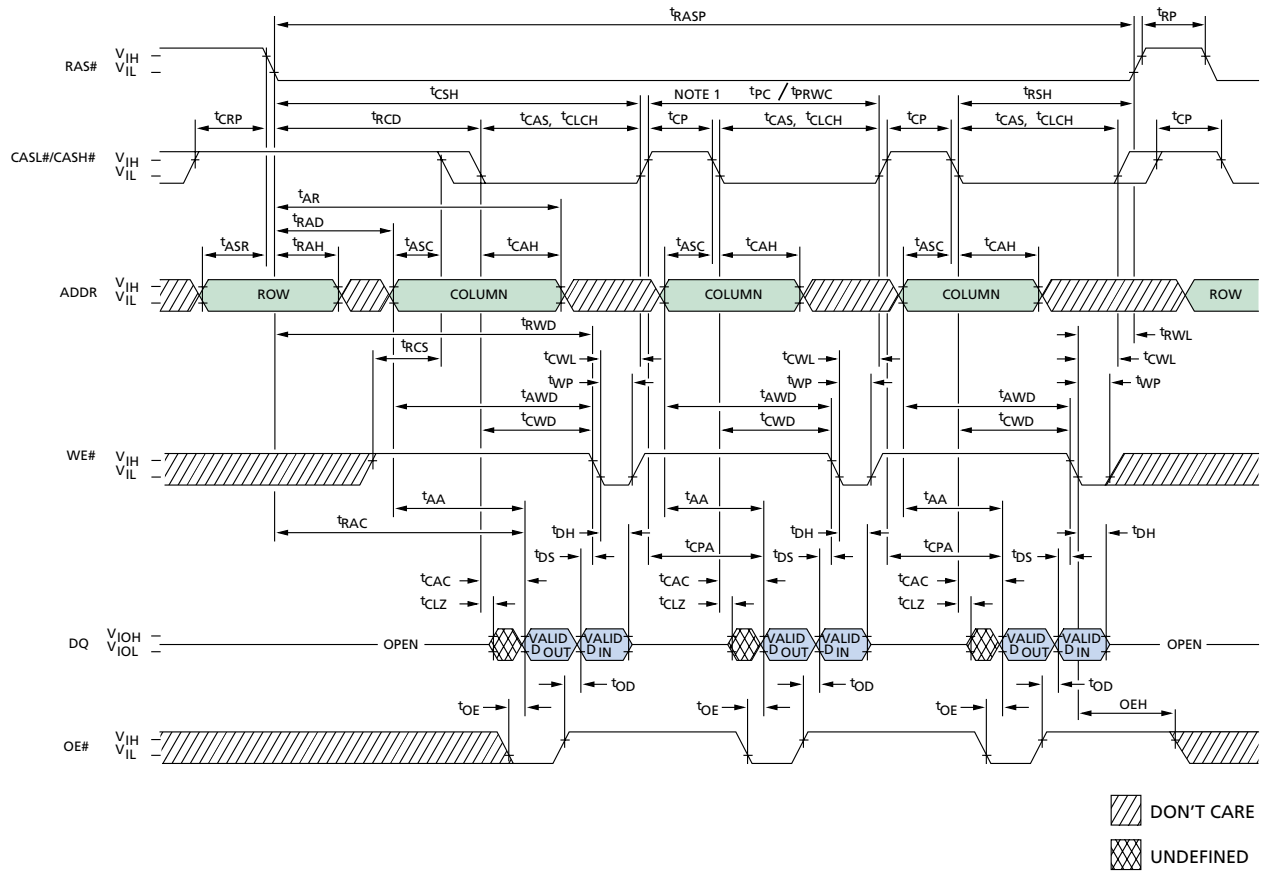 tRASP tRP
RAS# VIH
VIL
tCSH NOTE 1 tPC / tPRWC tRSH
tCRP tRCD tCAS, tCLCH tCP tCAS, tCLCH tCP tCAS, tCLCH tCP
CASL#/CASH# VIH
VIL
tAR
tRAD
tASR tRAH tASC tCAH tASC tCAH tASC tCAH
ADDR VIH
VIL
ROW COLUMN COLUMN COLUMN ROW
tRWD tRWL
tRCS tCWL tCWL tCWL
tWP tWP tWP
tAWD tAWD tAWD
tCWD tCWD tCWD
WE# VIH
VIL
tAA tAA tAA
tRAC tDH tDH tDH
tDS tCPA tDS tCPA tDS
tCAC tCAC tCAC
tCLZ tCLZ tCLZ
DQ VIOH
VIOL
OPEN VALID DOUT VALID DIN VALID DOUT VALID DIN VALID DOUT VALID DIN OPEN
tOD tOD tOD
tOE tOE tOE OEH
OE# VIH
VIL
DON'T CARE
UNDEFINED